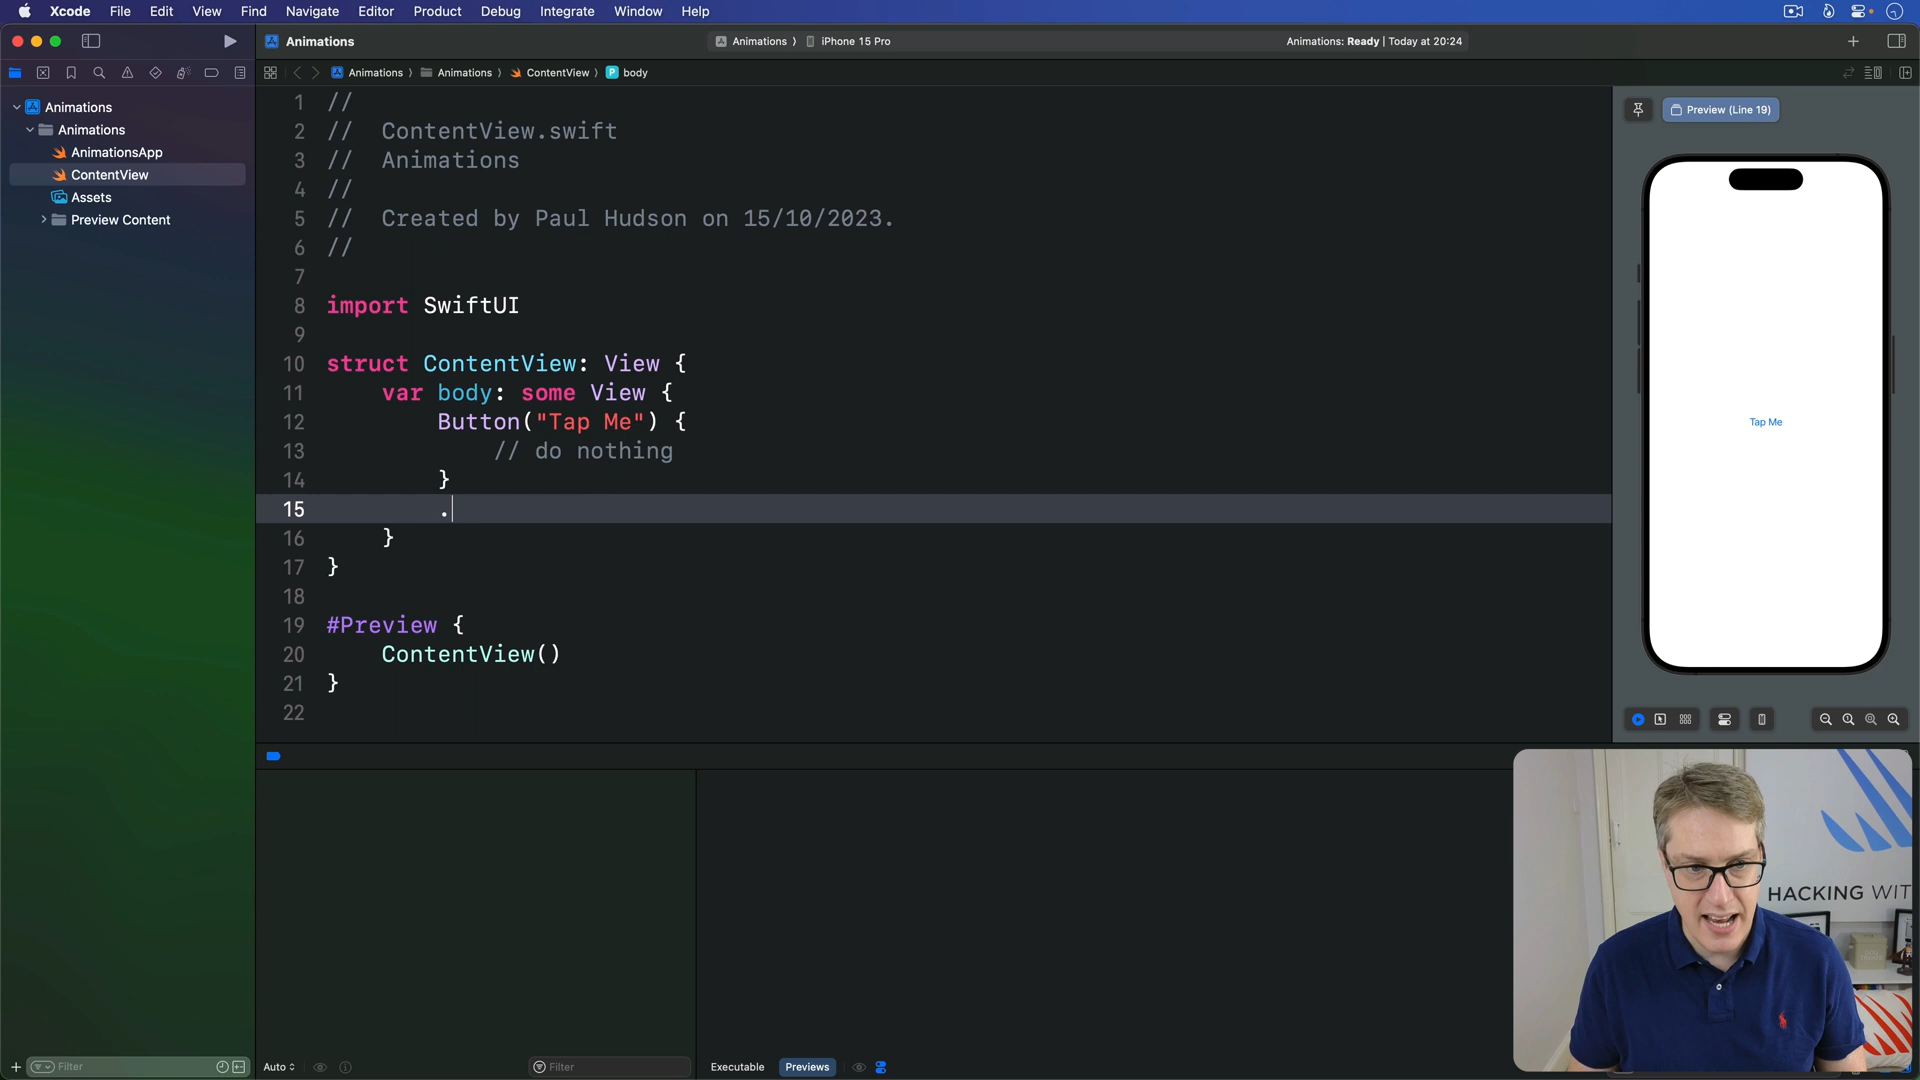 Xcode File Edit View Find Navigate Editor Product Debug Integrate Window Help
Animations
Animations 〉 iPhone 15 Pro
Animations: Ready | Today at 20:24
Animations 〉 Animations 〉 ContentView 〉 P body
Animations
Animations
AnimationsApp
ContentView
Assets
Preview Content
1 //
2 //  ContentView.swift
3 //  Animations
4 //
5 //  Created by Paul Hudson on 15/10/2023.
6 //
7
8 import SwiftUI
9
10 struct ContentView: View {
11     var body: some View {
12         Button("Tap Me") {
13             // do nothing
14         }
15         .
16     }
17 }
18
19 #Preview {
20     ContentView()
21 }
22
Preview (Line 19)
Tap Me
HACKING WIT
Filter
Auto
Filter
Executable
Previews